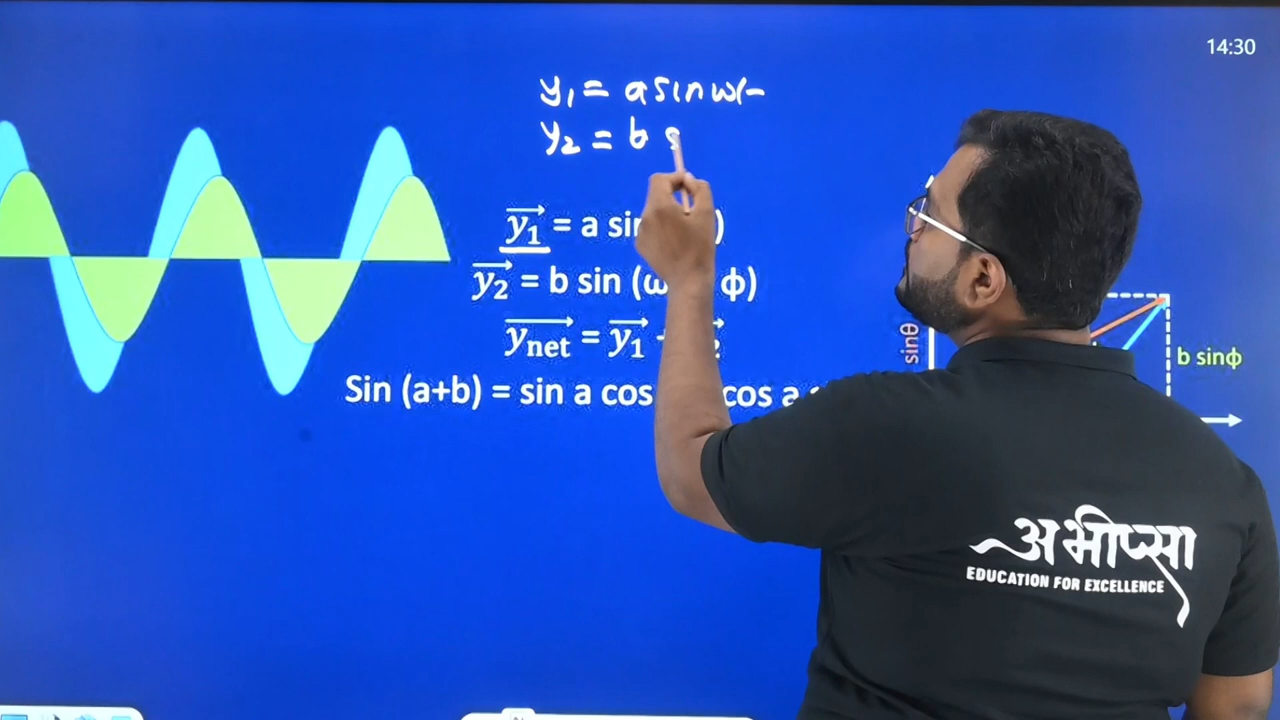 14:30
y₁ = a sin ωt
y₂ = b s
y₁ = a sin )
y₂ = b sin (ω ϕ)
yₙₑₜ = y₁
Sin (a+b) = sin a cos cos a
sinθ
b sinϕ
अभीप्सा
EDUCATION FOR EXCELLENCE